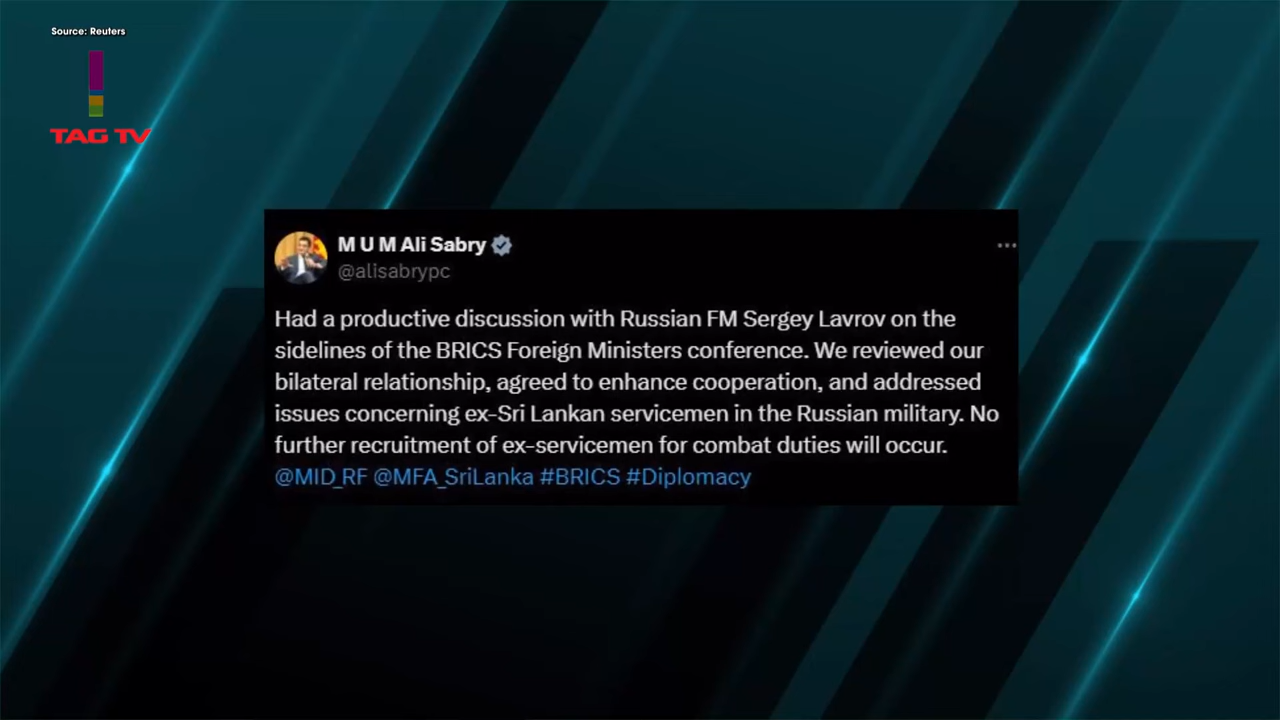 Source: Reuters
TAG TV
M U M Ali Sabry
@alisabrypc
Had a productive discussion with Russian FM Sergey Lavrov on the
sidelines of the BRICS Foreign Ministers conference. We reviewed our
bilateral relationship, agreed to enhance cooperation, and addressed
issues concerning ex-Sri Lankan servicemen in the Russian military. No
further recruitment of ex-servicemen for combat duties will occur.
@MID_RF @MFA_SriLanka #BRICS #Diplomacy